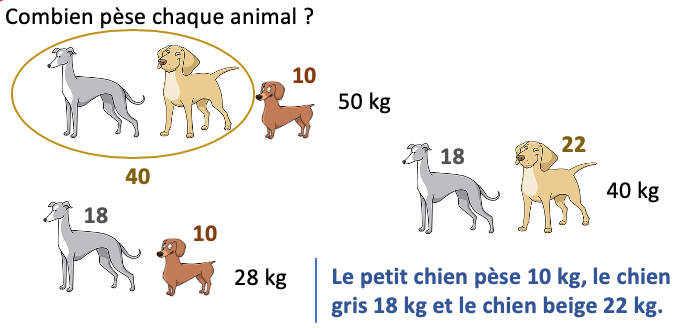 Combien pèse chaque animal ?
10
50 kg
40
18
22
40 kg
18
10
28 kg
Le petit chien pèse 10 kg, le chien
gris 18 kg et le chien beige 22 kg.